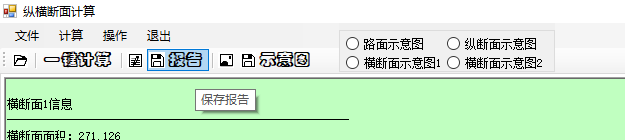 纵横断面计算
文件 计算 操作 退出
一键计算 报告 示意图
路面示意图 纵断面示意图
横断面示意图1 横断面示意图2
保存报告
横断面1信息
横断面面积：271.126